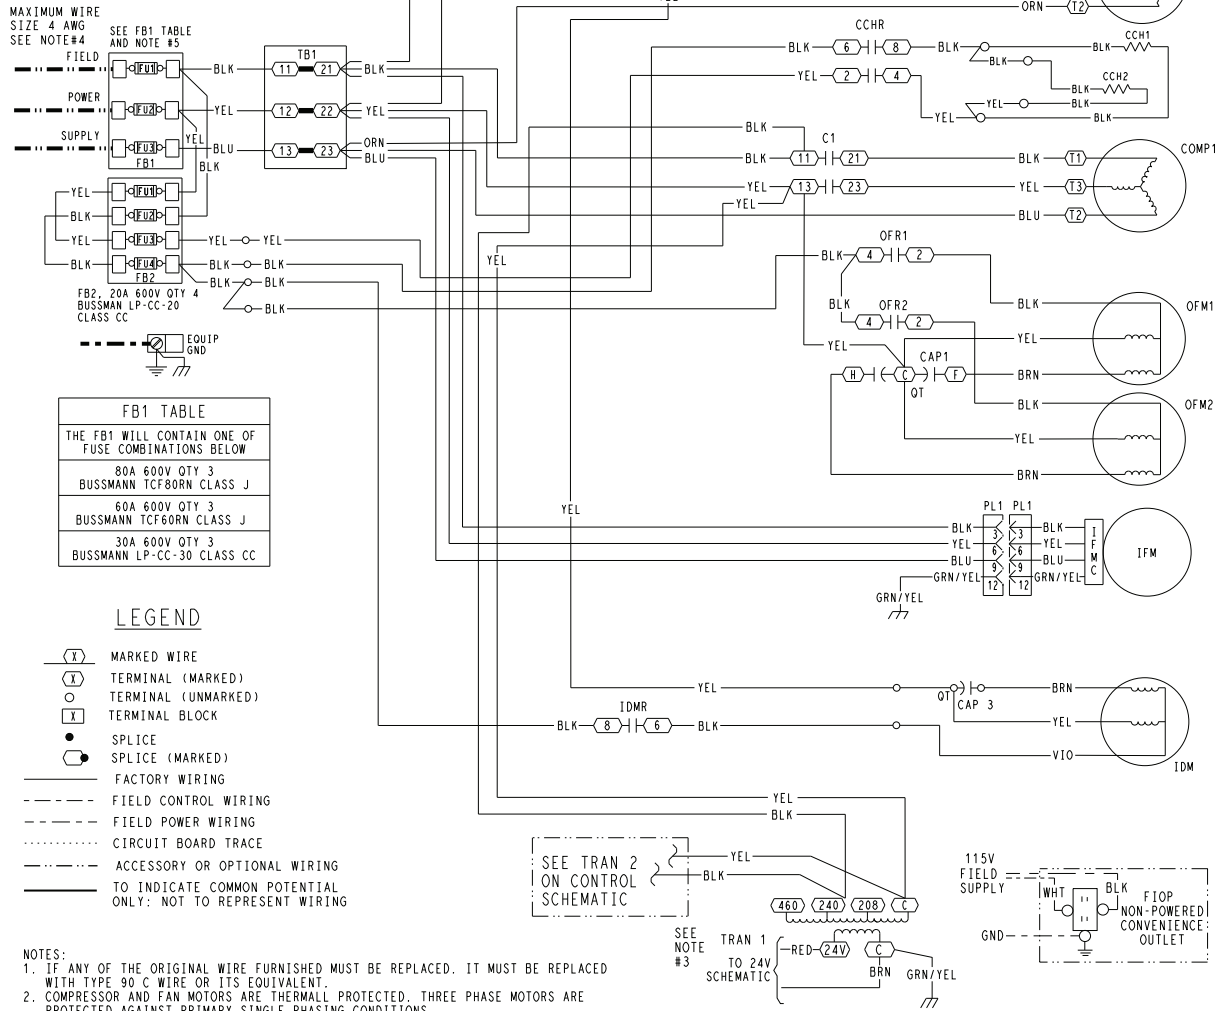 MAXIMUM WIRE
SIZE 4 AWG
SEE NOTE#4
SEE FB1 TABLE
AND NOTE #5
FIELD
POWER
SUPPLY
FU1
FU2
FU3
FB1
BLK
YEL
BLU
YEL
BLK
TB1
11 21
12 22
13 23
BLK
YEL
ORN
BLU
YEL
BLK
YEL
BLK
FU1
FU2
FU3
FU4
FB2
YEL YEL
BLK BLK
BLK BLK
BLK
FB2, 20A 600V QTY 4
BUSSMAN LP-CC-20
CLASS CC
EQUIP
GND
ORN T2
CCHR
BLK 6 8 BLK
YEL 2 4
BLK
YEL
YEL
BLK CCH1
BLK CCH2
BLK
BLK
BLK
C1
BLK 11 21 BLK T1
YEL 13 23 YEL T3
YEL
BLU T2
COMP1
YEL
OFR1
BLK 4 2
BLK
OFR2
4 2
BLK
OFM1
YEL
YEL
CAP1
H C F BRN
QT
BLK
OFM2
YEL
BRN
YEL
PL1 PL1
BLK 3 3 BLK
YEL 6 6 YEL
BLU 9 9 BLU
GRN/YEL 12 12 GRN/YEL
GRN/YEL
IFMC
IFM
YEL
QT
CAP 3
BRN
YEL
VIO
IDM
IDMR
BLK 8 6 BLK
YEL
BLK
SEE TRAN 2
ON CONTROL
SCHEMATIC
YEL
BLK
460 240 208 C
SEE
NOTE
#3
TRAN 1
TO 24V
SCHEMATIC
RED 24V C
BRN
GRN/YEL
115V
FIELD
SUPPLY
WHT
BLK
GND
FIOP
NON-POWERED
CONVENIENCE
OUTLET
FB1 TABLE
THE FB1 WILL CONTAIN ONE OF
FUSE COMBINATIONS BELOW
80A 600V QTY 3
BUSSMANN TCF80RN CLASS J
60A 600V QTY 3
BUSSMANN TCF60RN CLASS J
30A 600V QTY 3
BUSSMANN LP-CC-30 CLASS CC
LEGEND
X MARKED WIRE
X TERMINAL (MARKED)
TERMINAL (UNMARKED)
X TERMINAL BLOCK
SPLICE
SPLICE (MARKED)
FACTORY WIRING
FIELD CONTROL WIRING
FIELD POWER WIRING
CIRCUIT BOARD TRACE
ACCESSORY OR OPTIONAL WIRING
TO INDICATE COMMON POTENTIAL
ONLY: NOT TO REPRESENT WIRING
NOTES:
1. IF ANY OF THE ORIGINAL WIRE FURNISHED MUST BE REPLACED. IT MUST BE REPLACED
WITH TYPE 90 C WIRE OR ITS EQUIVALENT.
2. COMPRESSOR AND FAN MOTORS ARE THERMALL PROTECTED. THREE PHASE MOTORS ARE
PROTECTED AGAINST PRIMARY SINGLE PHASING CONDITIONS